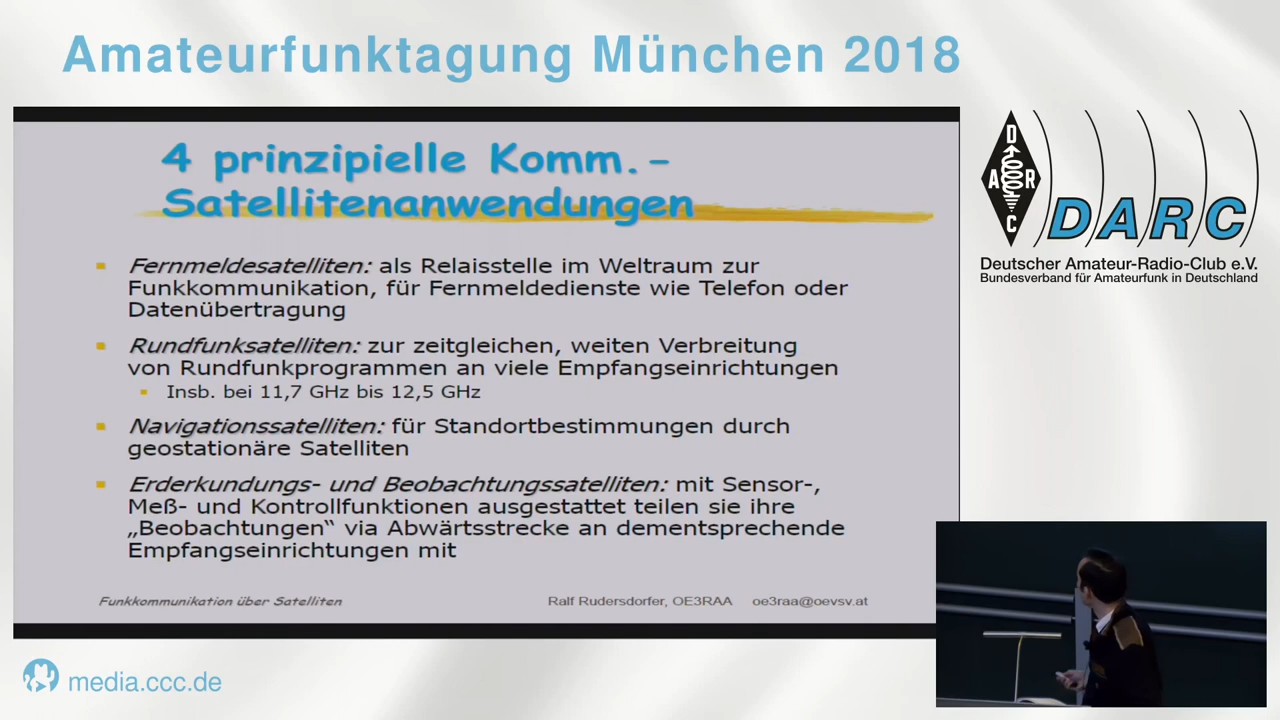 Amateurfunktagung München 2018
4 prinzipielle Komm.-
Satellitenanwendungen
Fernmeldesatelliten: als Relaisstelle im Weltraum zur
Funkkommunikation, für Fernmeldedienste wie Telefon oder
Datenübertragung
Rundfunksatelliten: zur zeitgleichen, weiten Verbreitung
von Rundfunkprogrammen an viele Empfangseinrichtungen
Insb. bei 11,7 GHz bis 12,5 GHz
Navigationssatelliten: für Standortbestimmungen durch
geostationäre Satelliten
Erderkundungs- und Beobachtungssatelliten: mit Sensor-,
Meß- und Kontrollfunktionen ausgestattet teilen sie ihre
„Beobachtungen“ via Abwärtsstrecke an dementsprechende
Empfangseinrichtungen mit
Funkkommunikation über Satelliten
Ralf Rudersdorfer, OE3RAA oe3raa@oevsv.at
D
A R
C
DARC
Deutscher Amateur-Radio-Club e.V.
Bundesverband für Amateurfunk in Deutschland
media.ccc.de